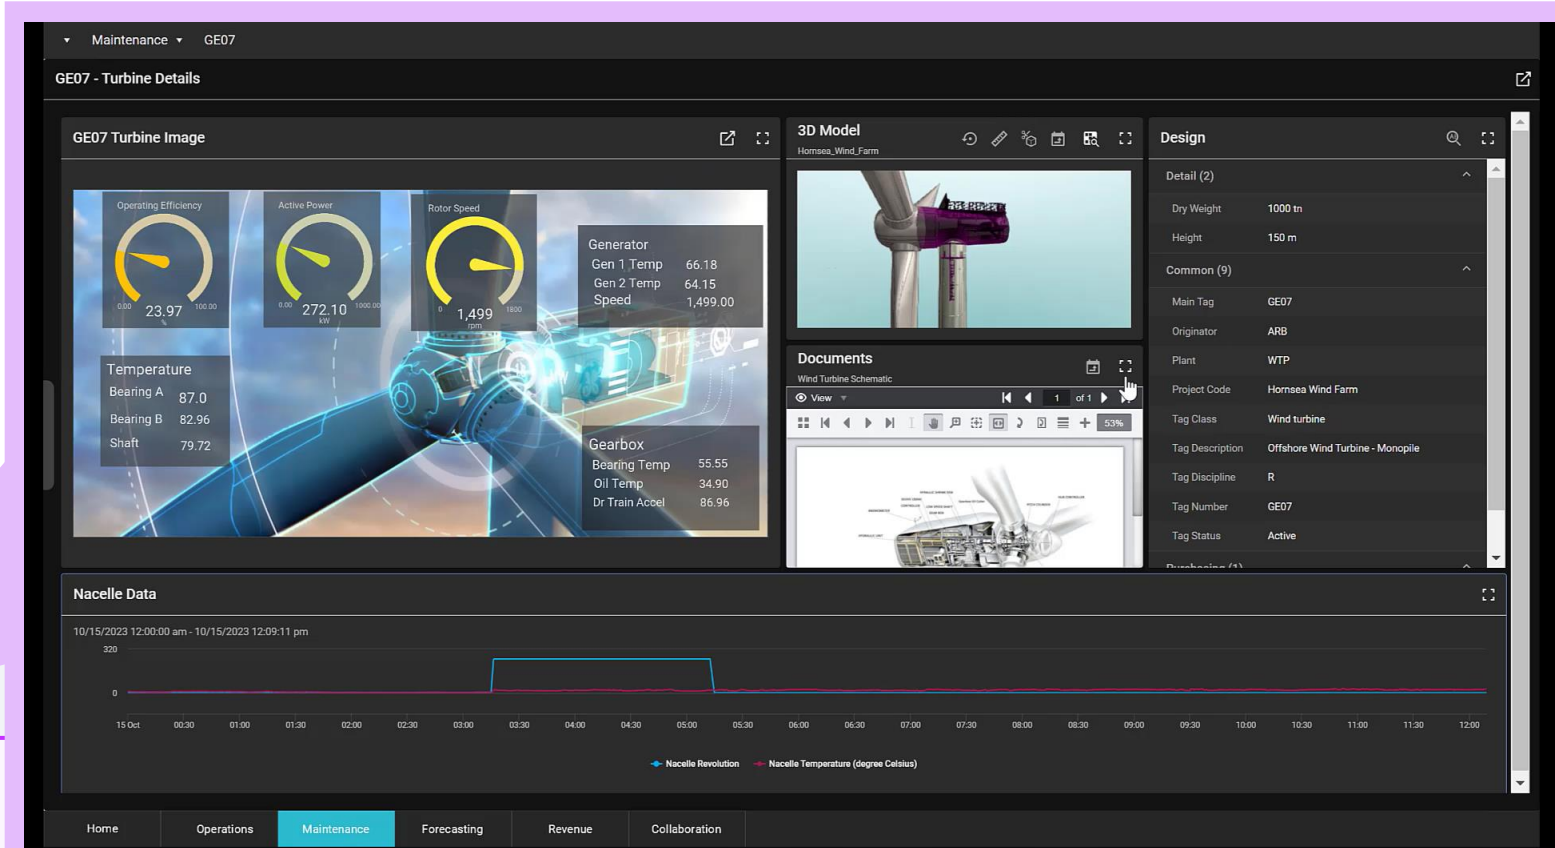 Maintenance GE07
GE07 - Turbine Details
GE07 Turbine Image
Operating Efficiency
0.00 23.97 100.00
%
Active Power
0.00 272.10 1000.00
kW
Rotor Speed
0 1,499 1800
rpm
Generator
Gen 1 Temp 66.18
Gen 2 Temp 64.15
Speed 1,499.00
Temperature
Bearing A 87.0
Bearing B 82.96
Shaft 79.72
Gearbox
Bearing Temp 55.55
Oil Temp 34.90
Dr Train Accel 86.96
3D Model
Hornsea_Wind_Farm
Documents
Wind Turbine Schematic
View 1 of 1
53%
Design
Detail (2)
Dry Weight 1000 tn
Height 150 m
Common (9)
Main Tag GE07
Originator ARB
Plant WTP
Project Code Hornsea Wind Farm
Tag Class Wind turbine
Tag Description Offshore Wind Turbine - Monopile
Tag Discipline R
Tag Number GE07
Tag Status Active
Purchasing (1)
Nacelle Data
10/15/2023 12:00:00 am - 10/15/2023 12:09:11 pm
320
0
15 Oct 00:30 01:00 01:30 02:00 02:30 03:00 03:30 04:00 04:30 05:00 05:30 06:00 06:30 07:00 07:30 08:00 08:30 09:00 09:30 10:00 10:30 11:00 11:30 12:00
Nacelle Revolution Nacelle Temperature (degree Celsius)
Home Operations Maintenance Forecasting Revenue Collaboration